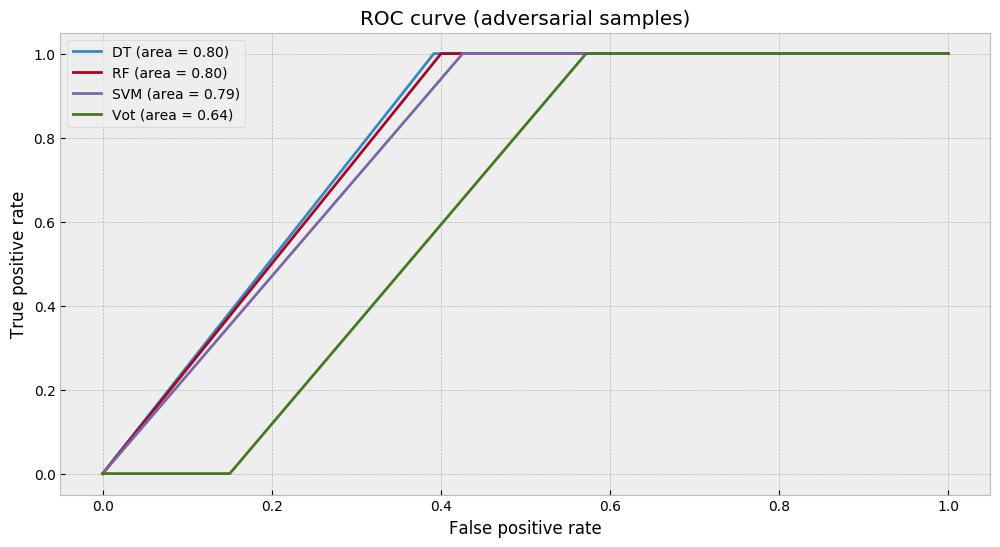 ROC curve (adversarial samples)
DT (area = 0.80)
RF (area = 0.80)
SVM (area = 0.79)
Vot (area = 0.64)
1.0
0.8
0.6
0.4
0.2
0.0
True positive rate
0.0 0.2 0.4 0.6 0.8 1.0
False positive rate